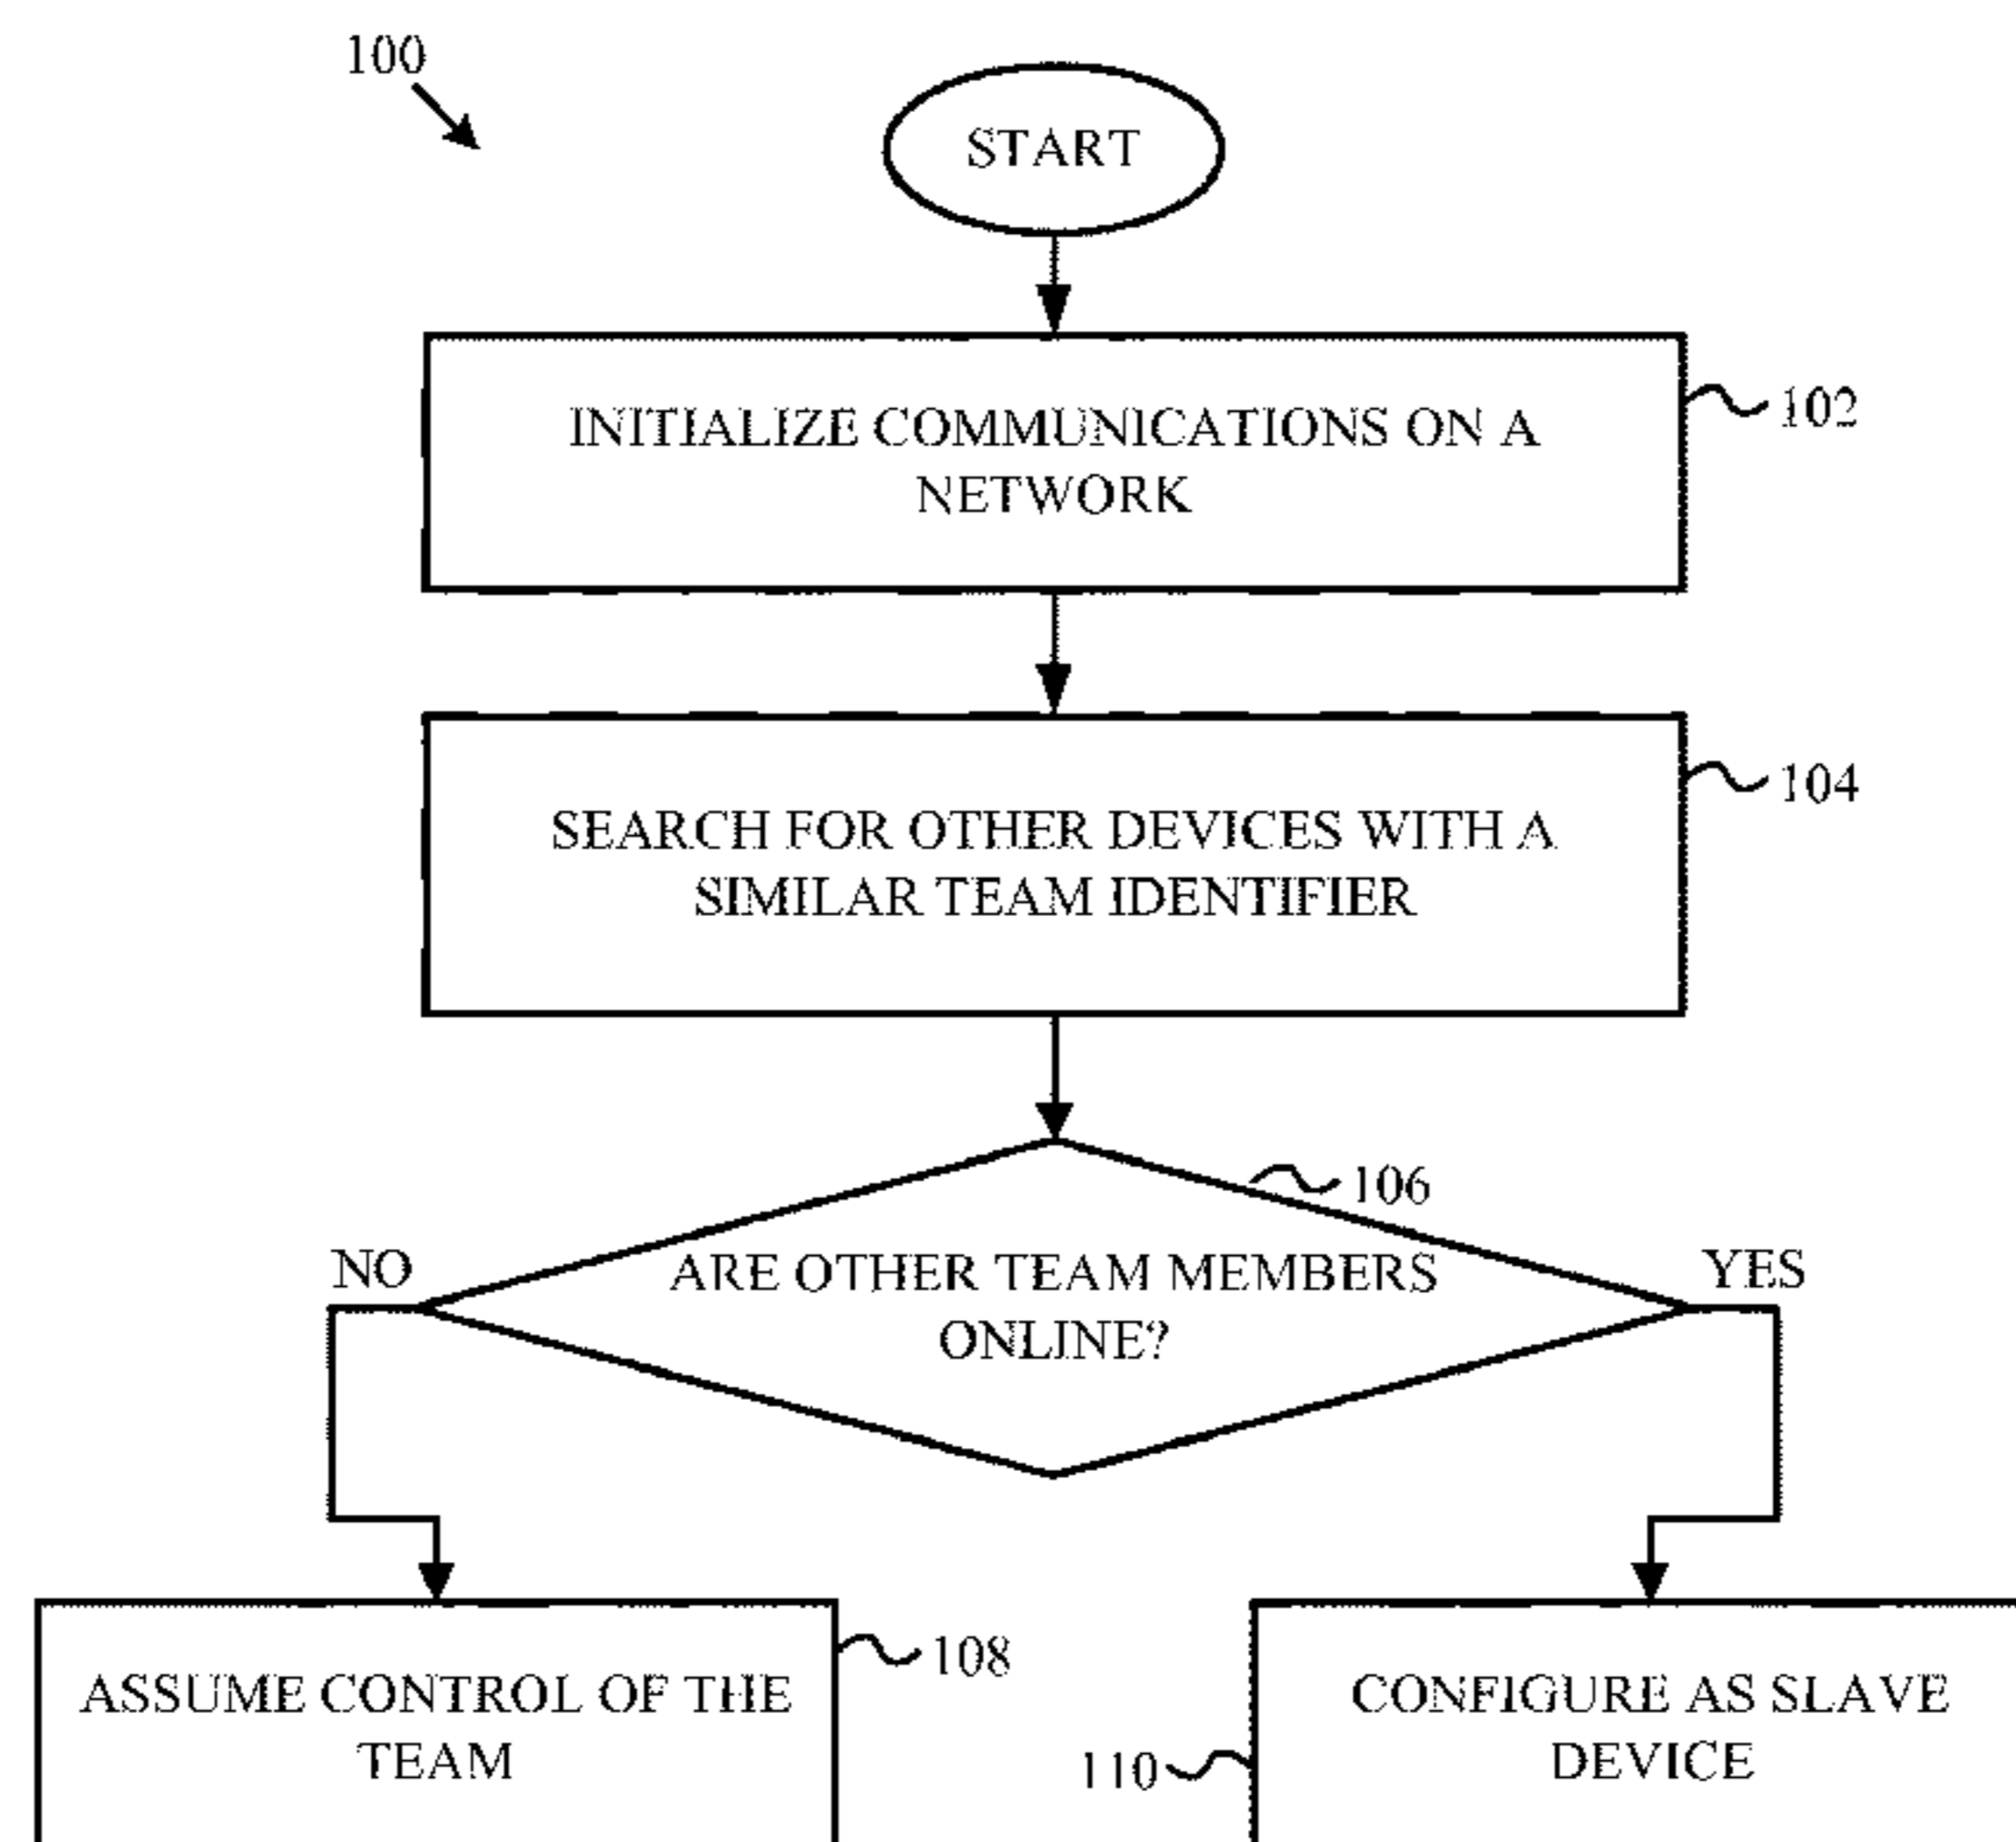 100
START
INITIALIZE COMMUNICATIONS ON A
NETWORK
102
SEARCH FOR OTHER DEVICES WITH A
SIMILAR TEAM IDENTIFIER
104
106
NO
ARE OTHER TEAM MEMBERS
ONLINE?
YES
ASSUME CONTROL OF THE
TEAM
108
CONFIGURE AS SLAVE
DEVICE
110